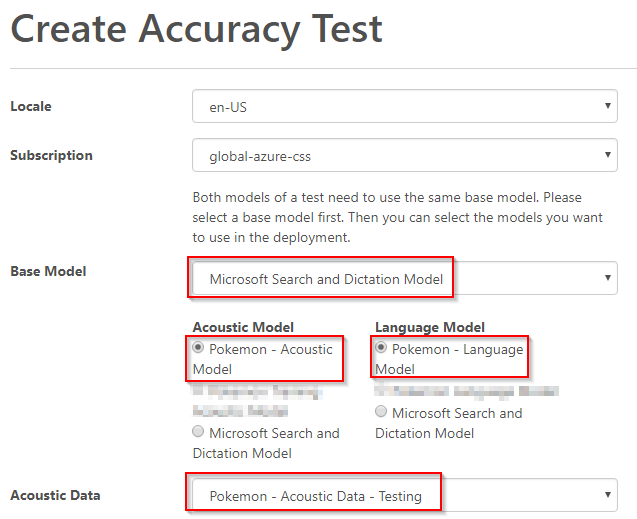 Create Accuracy Test
Locale
en-US
Subscription
global-azure-css
Both models of a test need to use the same base model. Please
select a base model first. Then you can select the models you want
to use in the deployment.
Base Model
Microsoft Search and Dictation Model
Acoustic Model
Pokemon - Acoustic
Model
Microsoft Search and
Dictation Model
Language Model
Pokemon - Language
Model
Microsoft Search and
Dictation Model
Acoustic Data
Pokemon - Acoustic Data - Testing